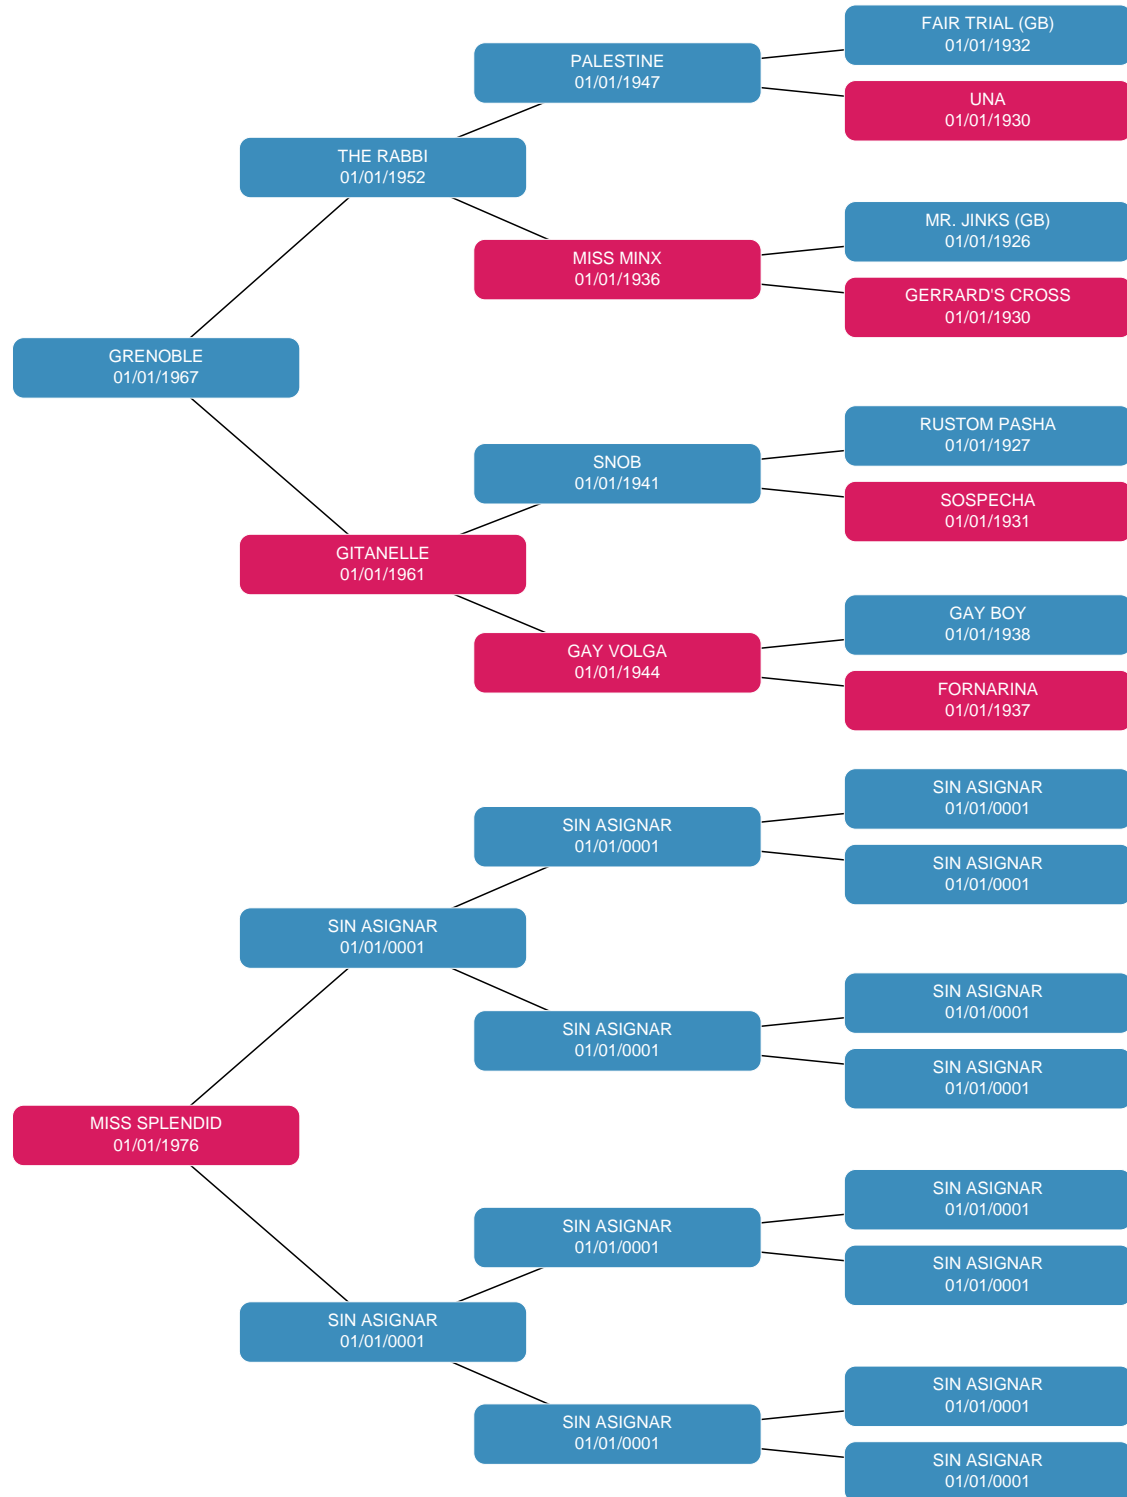 FAIR TRIAL (GB)
01/01/1932
PALESTINE
01/01/1947
UNA
01/01/1930
THE RABBI
01/01/1952
MR. JINKS (GB)
01/01/1926
MISS MINX
01/01/1936
GERRARD'S CROSS
01/01/1930
GRENOBLE
01/01/1967
RUSTOM PASHA
01/01/1927
SNOB
01/01/1941
SOSPECHA
01/01/1931
GITANELLE
01/01/1961
GAY BOY
01/01/1938
GAY VOLGA
01/01/1944
FORNARINA
01/01/1937
SIN ASIGNAR
01/01/0001
SIN ASIGNAR
01/01/0001
SIN ASIGNAR
01/01/0001
SIN ASIGNAR
01/01/0001
SIN ASIGNAR
01/01/0001
SIN ASIGNAR
01/01/0001
SIN ASIGNAR
01/01/0001
MISS SPLENDID
01/01/1976
SIN ASIGNAR
01/01/0001
SIN ASIGNAR
01/01/0001
SIN ASIGNAR
01/01/0001
SIN ASIGNAR
01/01/0001
SIN ASIGNAR
01/01/0001
SIN ASIGNAR
01/01/0001
SIN ASIGNAR
01/01/0001